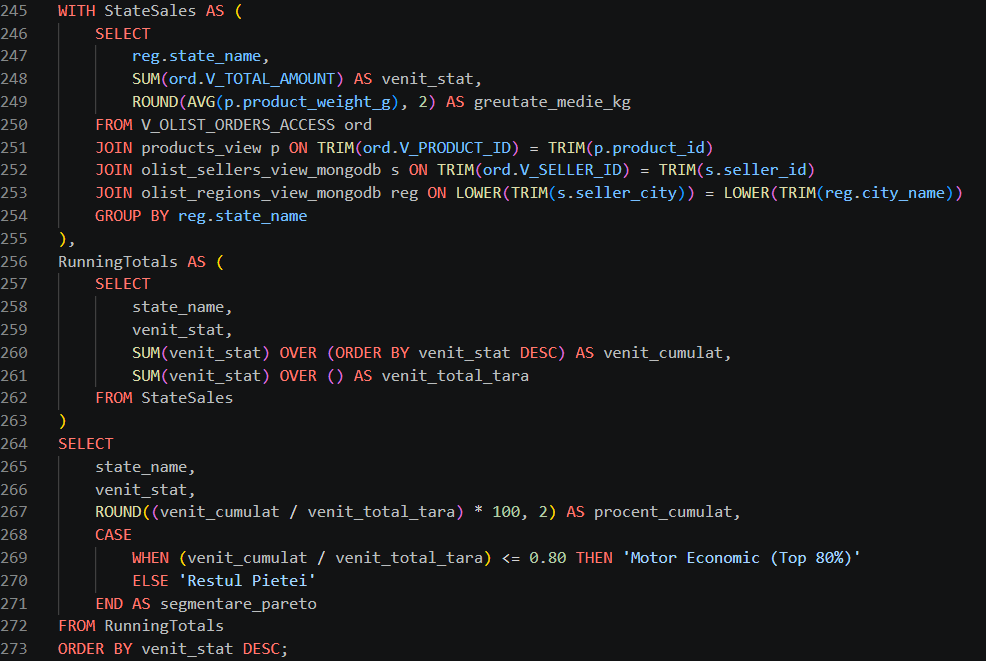 245 WITH StateSales AS (
246     SELECT
247         reg.state_name,
248         SUM(ord.V_TOTAL_AMOUNT) AS venit_stat,
249         ROUND(AVG(p.product_weight_g), 2) AS greutate_medie_kg
250     FROM V_OLIST_ORDERS_ACCESS ord
251     JOIN products_view p ON TRIM(ord.V_PRODUCT_ID) = TRIM(p.product_id)
252     JOIN olist_sellers_view_mongodb s ON TRIM(ord.V_SELLER_ID) = TRIM(s.seller_id)
253     JOIN olist_regions_view_mongodb reg ON LOWER(TRIM(s.seller_city)) = LOWER(TRIM(reg.city_name))
254     GROUP BY reg.state_name
255 ),
256 RunningTotals AS (
257     SELECT
258         state_name,
259         venit_stat,
260         SUM(venit_stat) OVER (ORDER BY venit_stat DESC) AS venit_cumulat,
261         SUM(venit_stat) OVER () AS venit_total_tara
262     FROM StateSales
263 )
264 SELECT
265     state_name,
266     venit_stat,
267     ROUND((venit_cumulat / venit_total_tara) * 100, 2) AS procent_cumulat,
268     CASE
269         WHEN (venit_cumulat / venit_total_tara) <= 0.80 THEN 'Motor Economic (Top 80%)'
270         ELSE 'Restul Pietei'
271     END AS segmentare_pareto
272 FROM RunningTotals
273 ORDER BY venit_stat DESC;